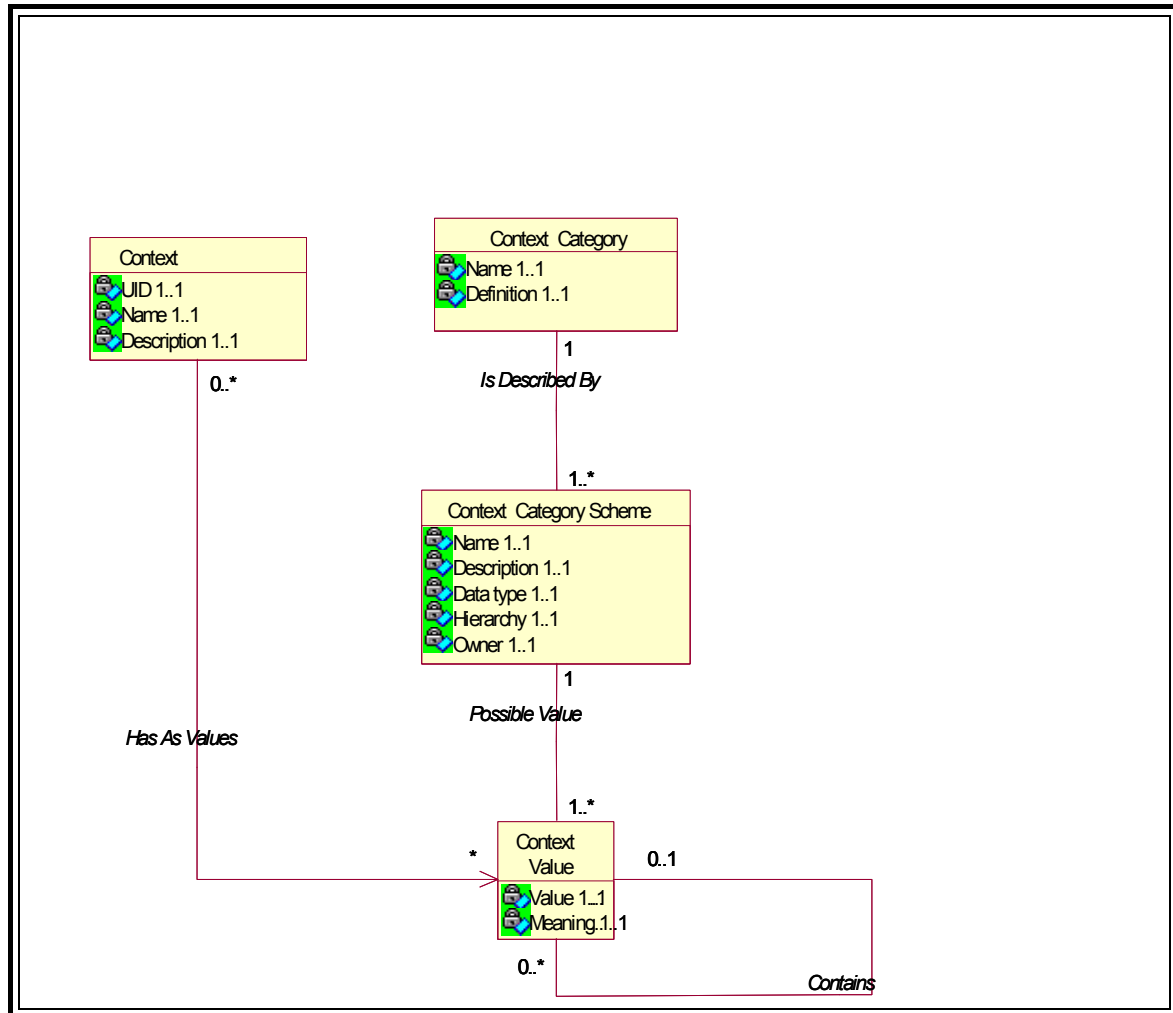 Context Category
Name 1..1
Definition 1..1
Context
UID 1..1
Name 1..1
Description 1..1
1
0..*
Is Described By
1..*
Context Category Scheme
Name 1..1
Description 1..1
Data type 1..1
Hierarchy 1..1
Owner 1..1
1
Possible Value
Has As Values
1..*
*
Context
Value
0..1
Value 1...1
Meaning..1..1
0..*
Contains